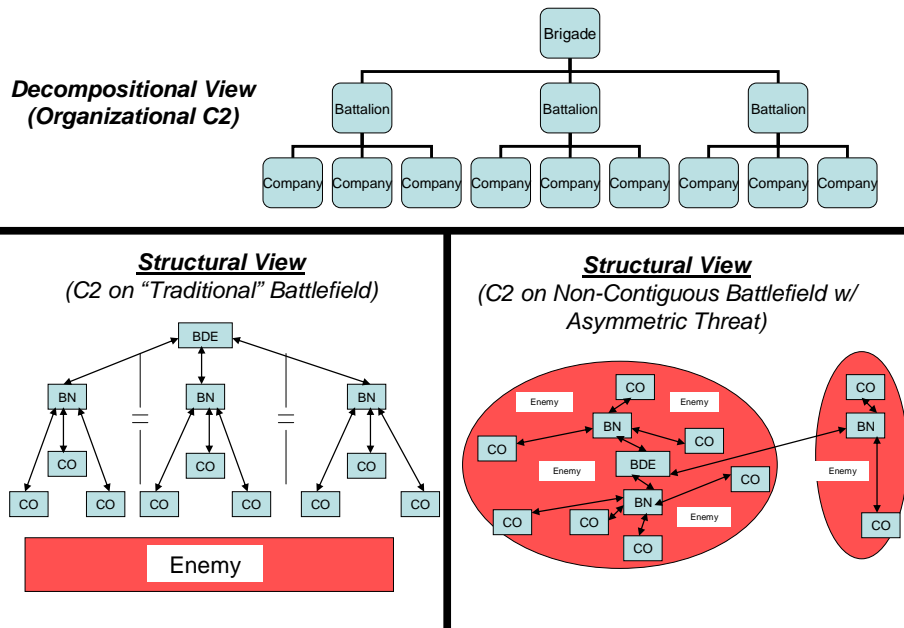 Decompositional View
(Organizational C2)
Brigade
Battalion
Battalion
Battalion
Company
Company
Company
Company
Company
Company
Company
Company
Company
Structural View
(C2 on “Traditional” Battlefield)
BDE
BN
BN
BN
CO
CO
CO
CO
CO
CO
CO
CO
CO
Enemy
Structural View
(C2 on Non-Contiguous Battlefield w/
Asymmetric Threat)
CO
Enemy
Enemy
BN
CO
CO
BDE
Enemy
CO
BN
CO
CO
Enemy
CO
CO
BN
Enemy
CO